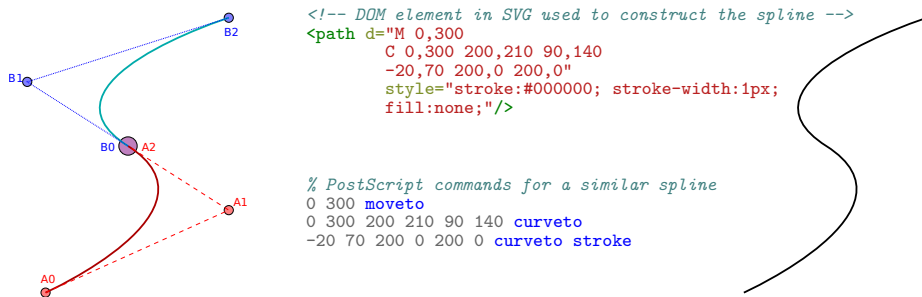 B2
B1
B0
A2
A1
A0
<!-- DOM element in SVG used to construct the spline -->
<path d="M 0,300
C 0,300 200,210 90,140
-20,70 200,0 200,0"
style="stroke:#000000; stroke-width:1px;
fill:none;"/>
% PostScript commands for a similar spline
0 300 moveto
0 300 200 210 90 140 curveto
-20 70 200 0 200 0 curveto stroke